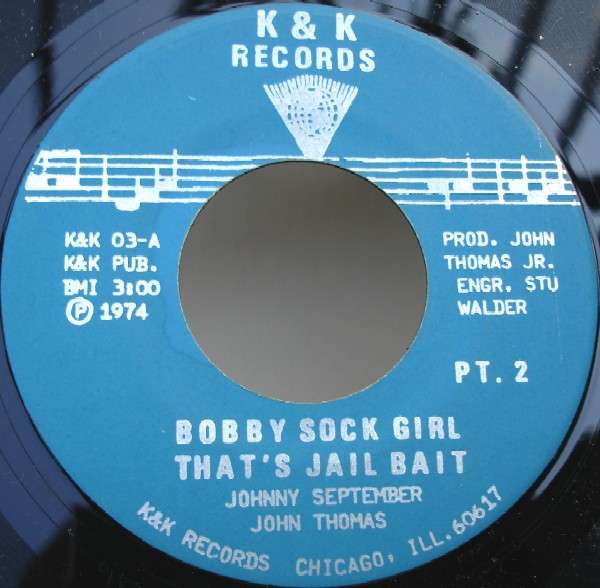 K & K
RECORDS
K&K 03-A
K&K PUB.
BMI 3:00
Ⓟ 1974
PROD. JOHN
THOMAS JR.
ENGR. STU
WALDER
PT. 2
BOBBY SOCK GIRL
THAT'S JAIL BAIT
JOHNNY SEPTEMBER
JOHN THOMAS
K&K RECORDS CHICAGO, ILL. 60617